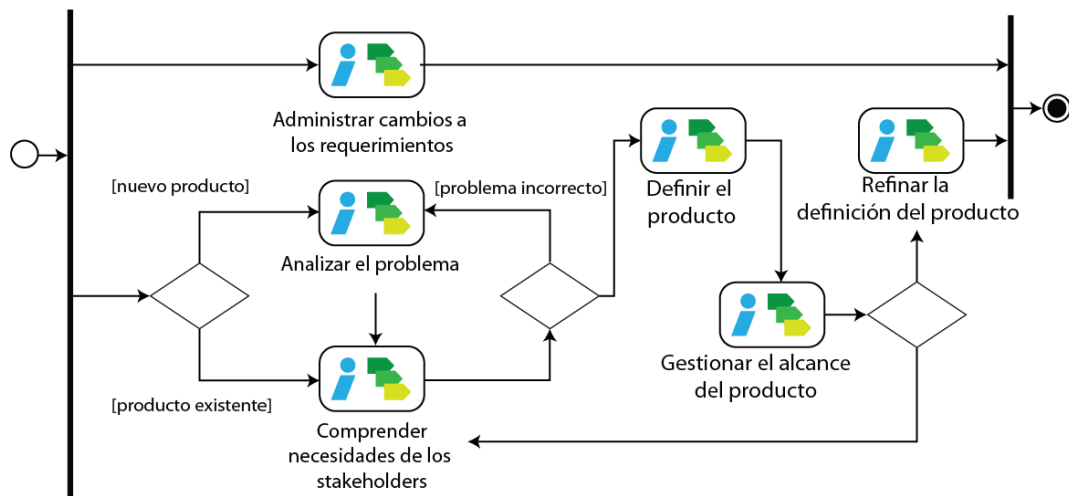 Administrar cambios a
los requerimientos
[nuevo producto]
[problema incorrecto]
Definir el
producto
Refinar la
definición del producto
Analizar el problema
Gestionar el alcance
del producto
[producto existente]
Comprender
necesidades de los
stakeholders